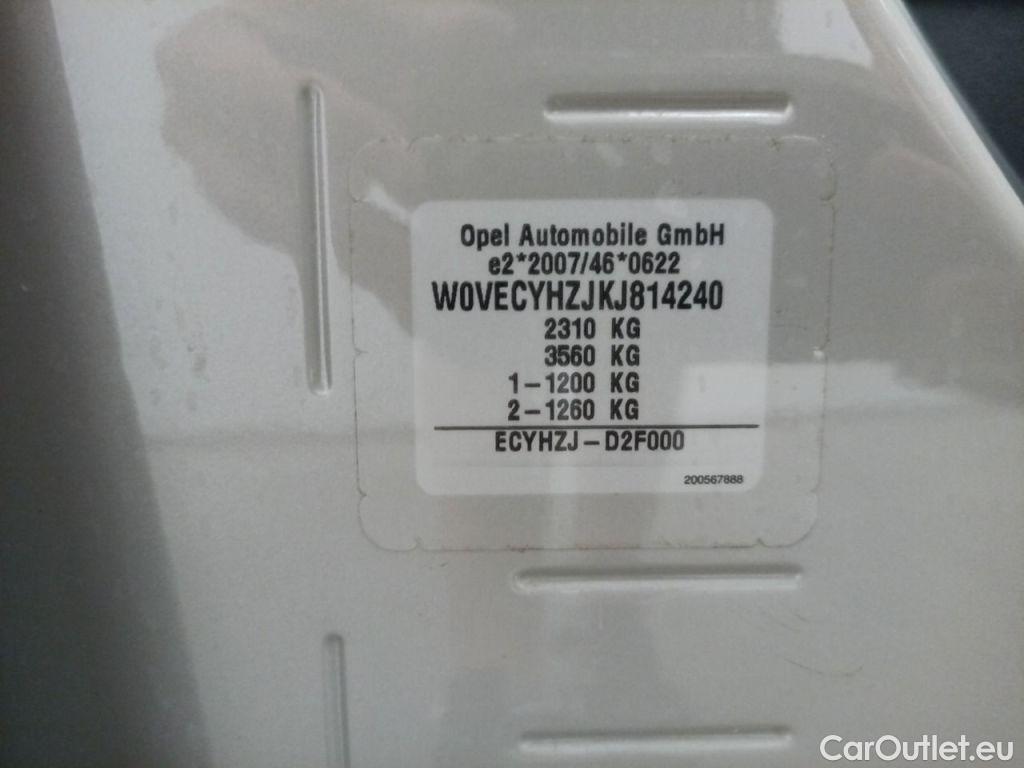 Opel Automobile GmbH
e2*2007/46*0622
W0VECYHZJKJ814240
2310 KG
3560 KG
1-1200 KG
2-1260 KG
ECYHZJ-D2F000
200567888
CarOutlet.eu